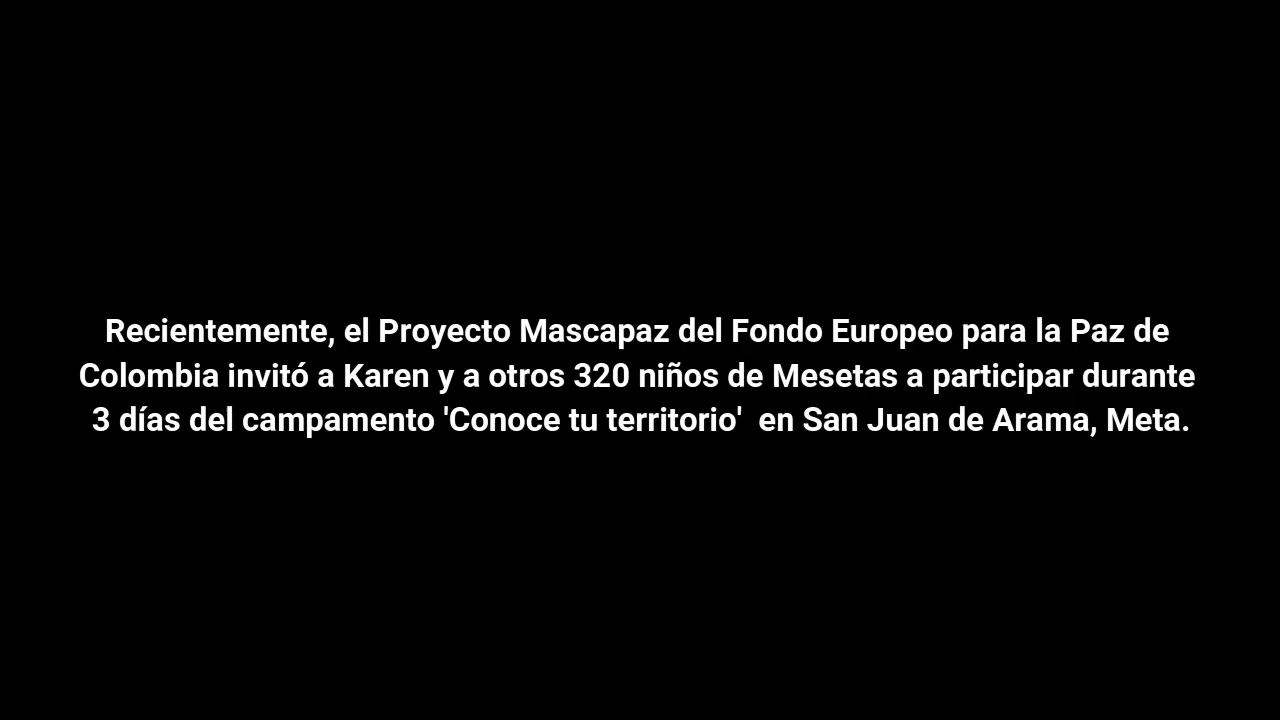 Recientemente, el Proyecto Mascapaz del Fondo Europeo para la Paz de
Colombia invitó a Karen y a otros 320 niños de Mesetas a participar durante
3 días del campamento 'Conoce tu territorio'  en San Juan de Arama, Meta.